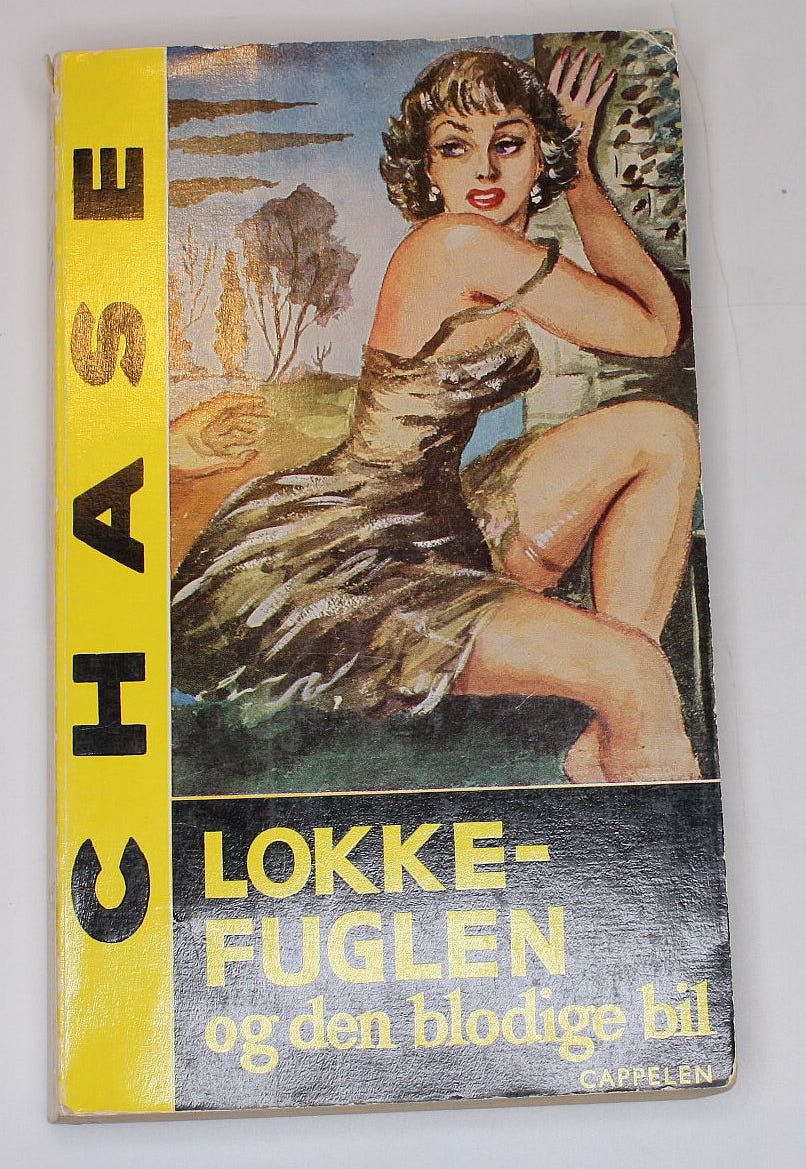 CHASE
LOKKE-
FUGLEN
og den blodige bil
CAPPELEN